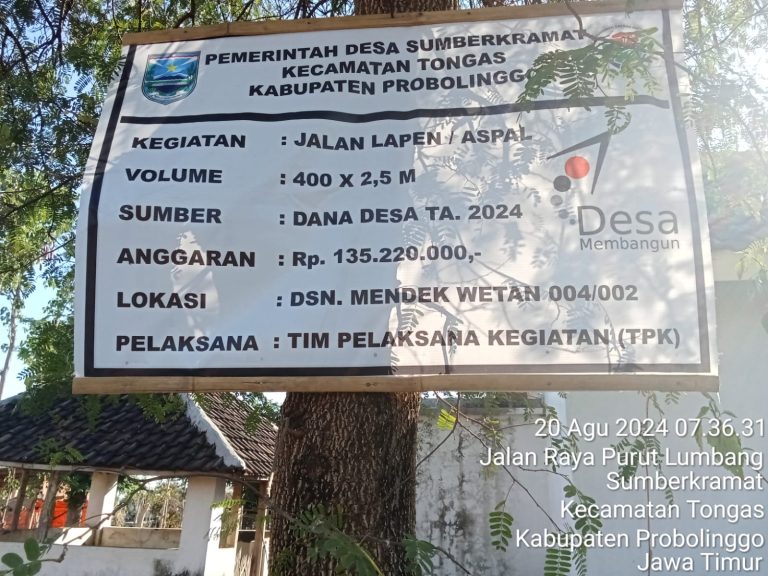 PEMERINTAH DESA SUMBERKRAMAT
KECAMATAN TONGAS
KABUPATEN PROBOLINGGO
KEGIATAN : JALAN LAPEN / ASPAL
VOLUME : 400 X 2,5 M
SUMBER : DANA DESA TA. 2024
ANGGARAN : Rp. 135.220.000,-
LOKASI : DSN. MENDEK WETAN 004/002
PELAKSANA : TIM PELAKSANA KEGIATAN (TPK)
Desa
Membangun
20 Agu 2024 07.36.31
Jalan Raya Purut Lumbang
Sumberkramat
Kecamatan Tongas
Kabupaten Probolinggo
Jawa Timur